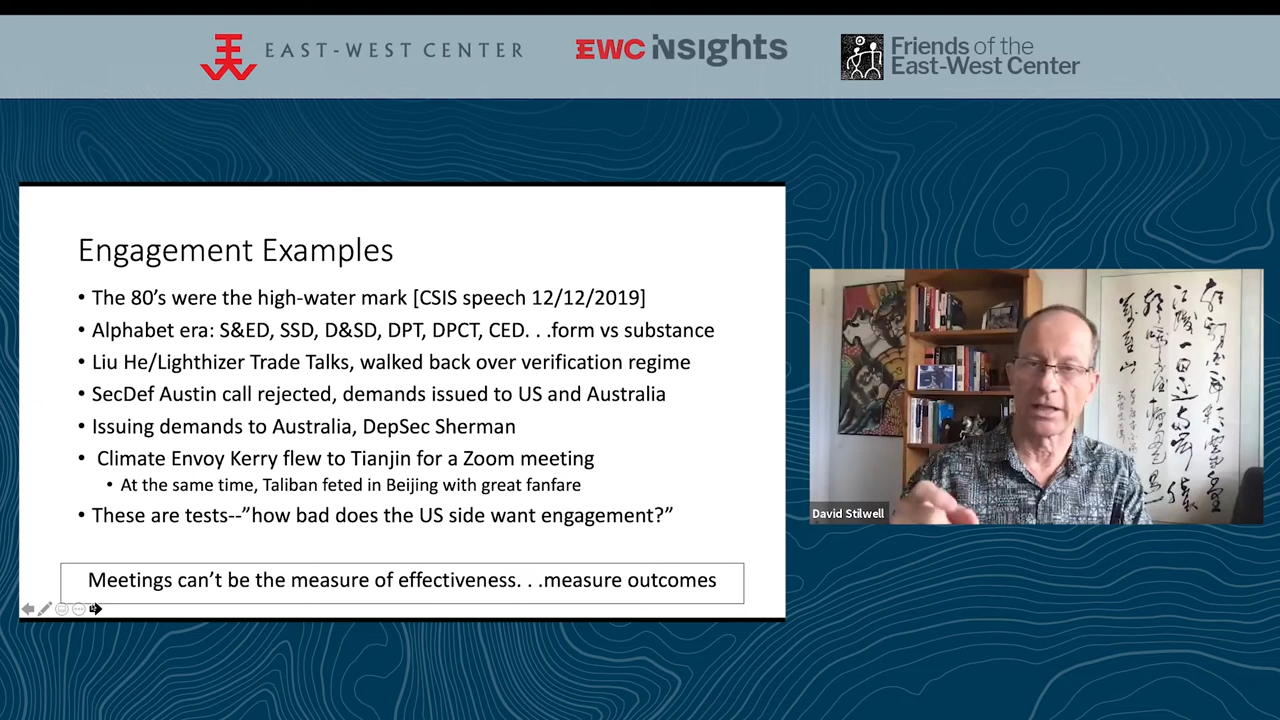 EAST-WEST CENTER
EWC insights
Friends of the
East-West Center
Engagement Examples
• The 80's were the high-water mark [CSIS speech 12/12/2019]
• Alphabet era: S&ED, SSD, D&SD, DPT, DPCT, CED. . .form vs substance
• Liu He/Lighthizer Trade Talks, walked back over verification regime
• SecDef Austin call rejected, demands issued to US and Australia
• Issuing demands to Australia, DepSec Sherman
• Climate Envoy Kerry flew to Tianjin for a Zoom meeting
• At the same time, Taliban feted in Beijing with great fanfare
• These are tests--”how bad does the US side want engagement?”
Meetings can't be the measure of effectiveness. . .measure outcomes
David Stilwell